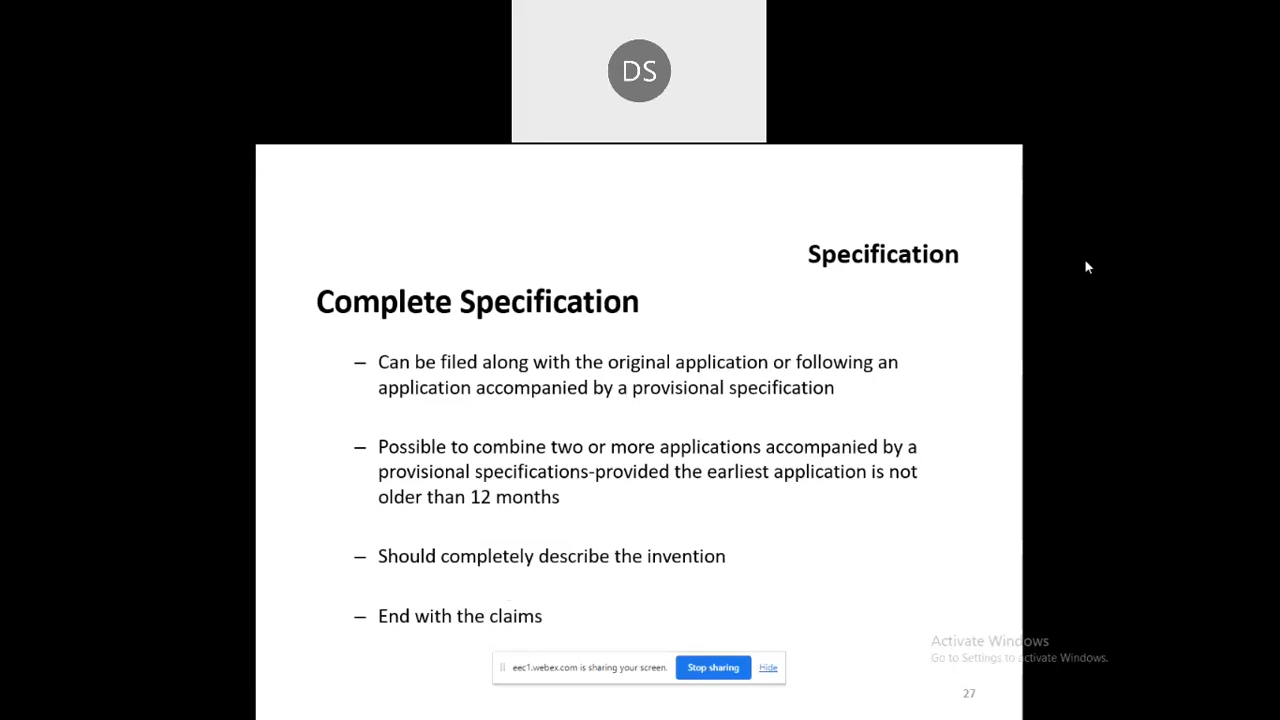 DS
Specification
Complete Specification
– Can be filed along with the original application or following an
application accompanied by a provisional specification
– Possible to combine two or more applications accompanied by a
provisional specifications-provided the earliest application is not
older than 12 months
– Should completely describe the invention
– End with the claims
Activate Windows
Go to Settings to activate Windows.
eec1.webex.com is sharing your screen. Stop sharing Hide
27